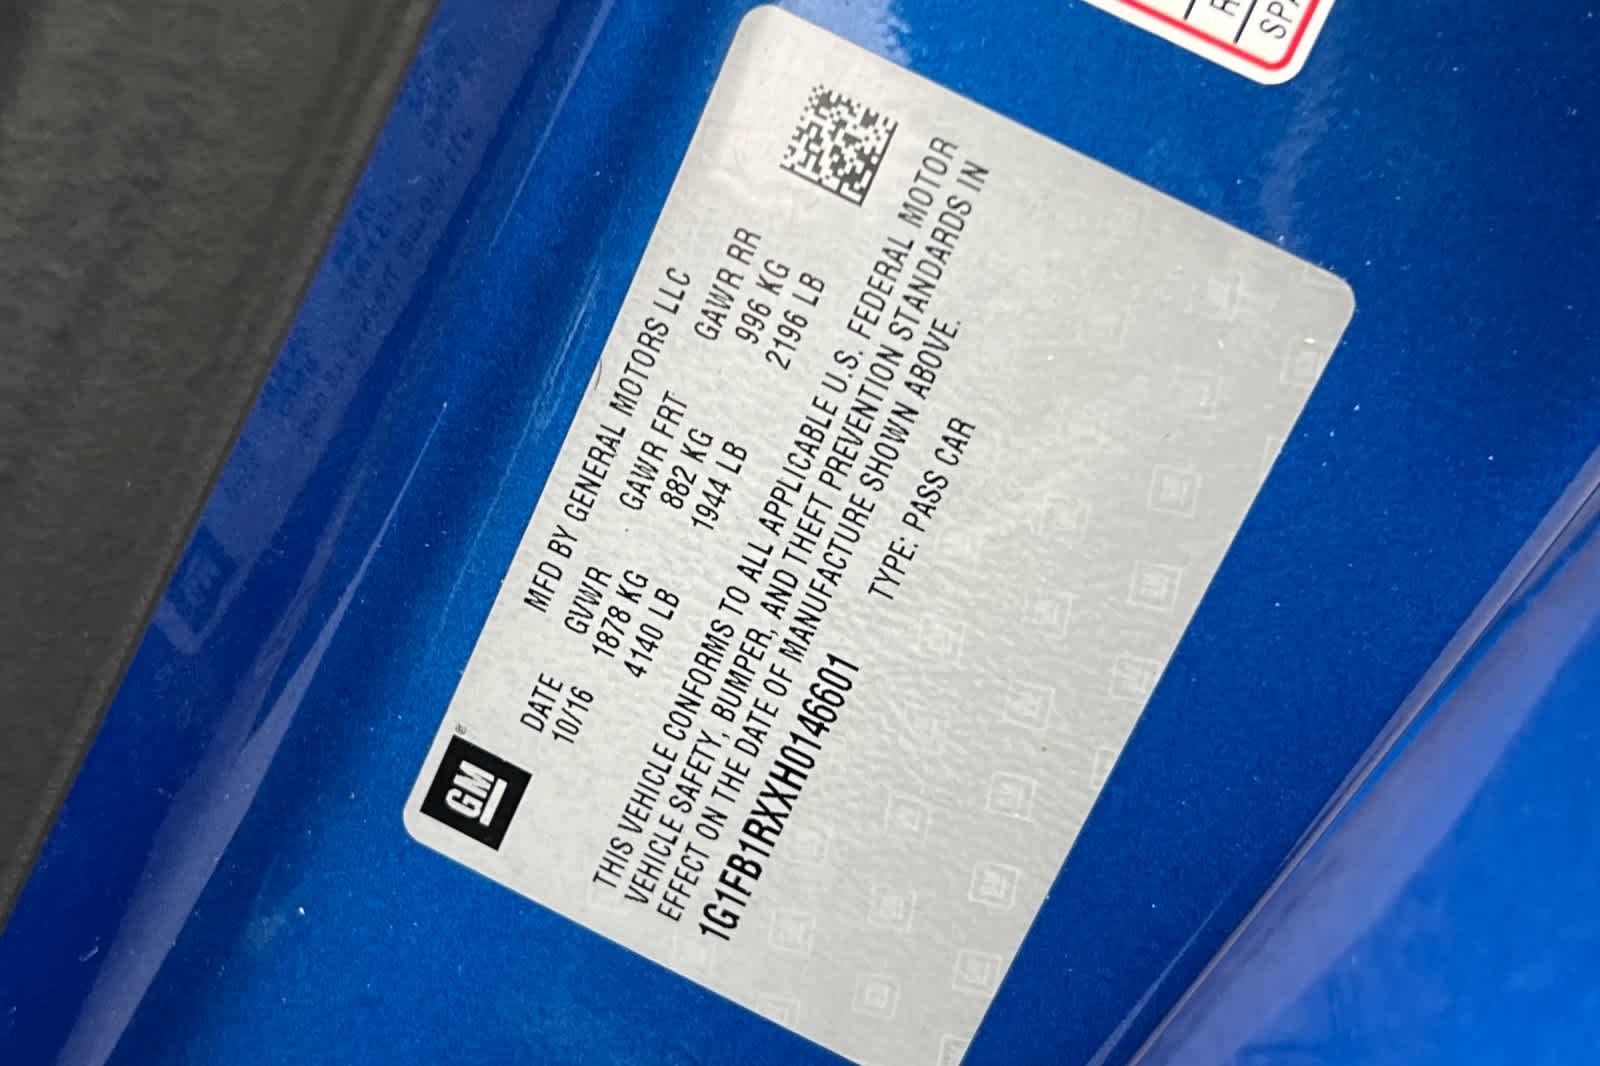 GM
®
MFD BY GENERAL MOTORS LLC
DATE GVWR GAWR FRT GAWR RR
10/16 1878 KG 882 KG 996 KG
4140 LB 1944 LB 2196 LB
THIS VEHICLE CONFORMS TO ALL APPLICABLE U.S. FEDERAL MOTOR
VEHICLE SAFETY, BUMPER, AND THEFT PREVENTION STANDARDS IN
EFFECT ON THE DATE OF MANUFACTURE SHOWN ABOVE.
1G1FB1RXXH0146601 TYPE: PASS CAR